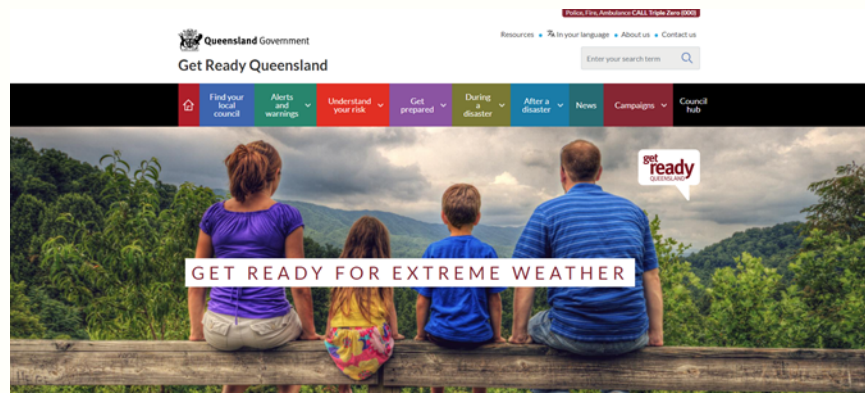 Police, Fire, Ambulance CALL Triple Zero (000)
Resources
In your language
About us
Contact us
Queensland Government
Get Ready Queensland
Enter your search term
Find your
local
council
Alerts
and
warnings
Understand
your risk
Get
prepared
During
a
disaster
After a
disaster
News
Campaigns
Council
hub
get
ready
QUEENSLAND
GET READY FOR EXTREME WEATHER